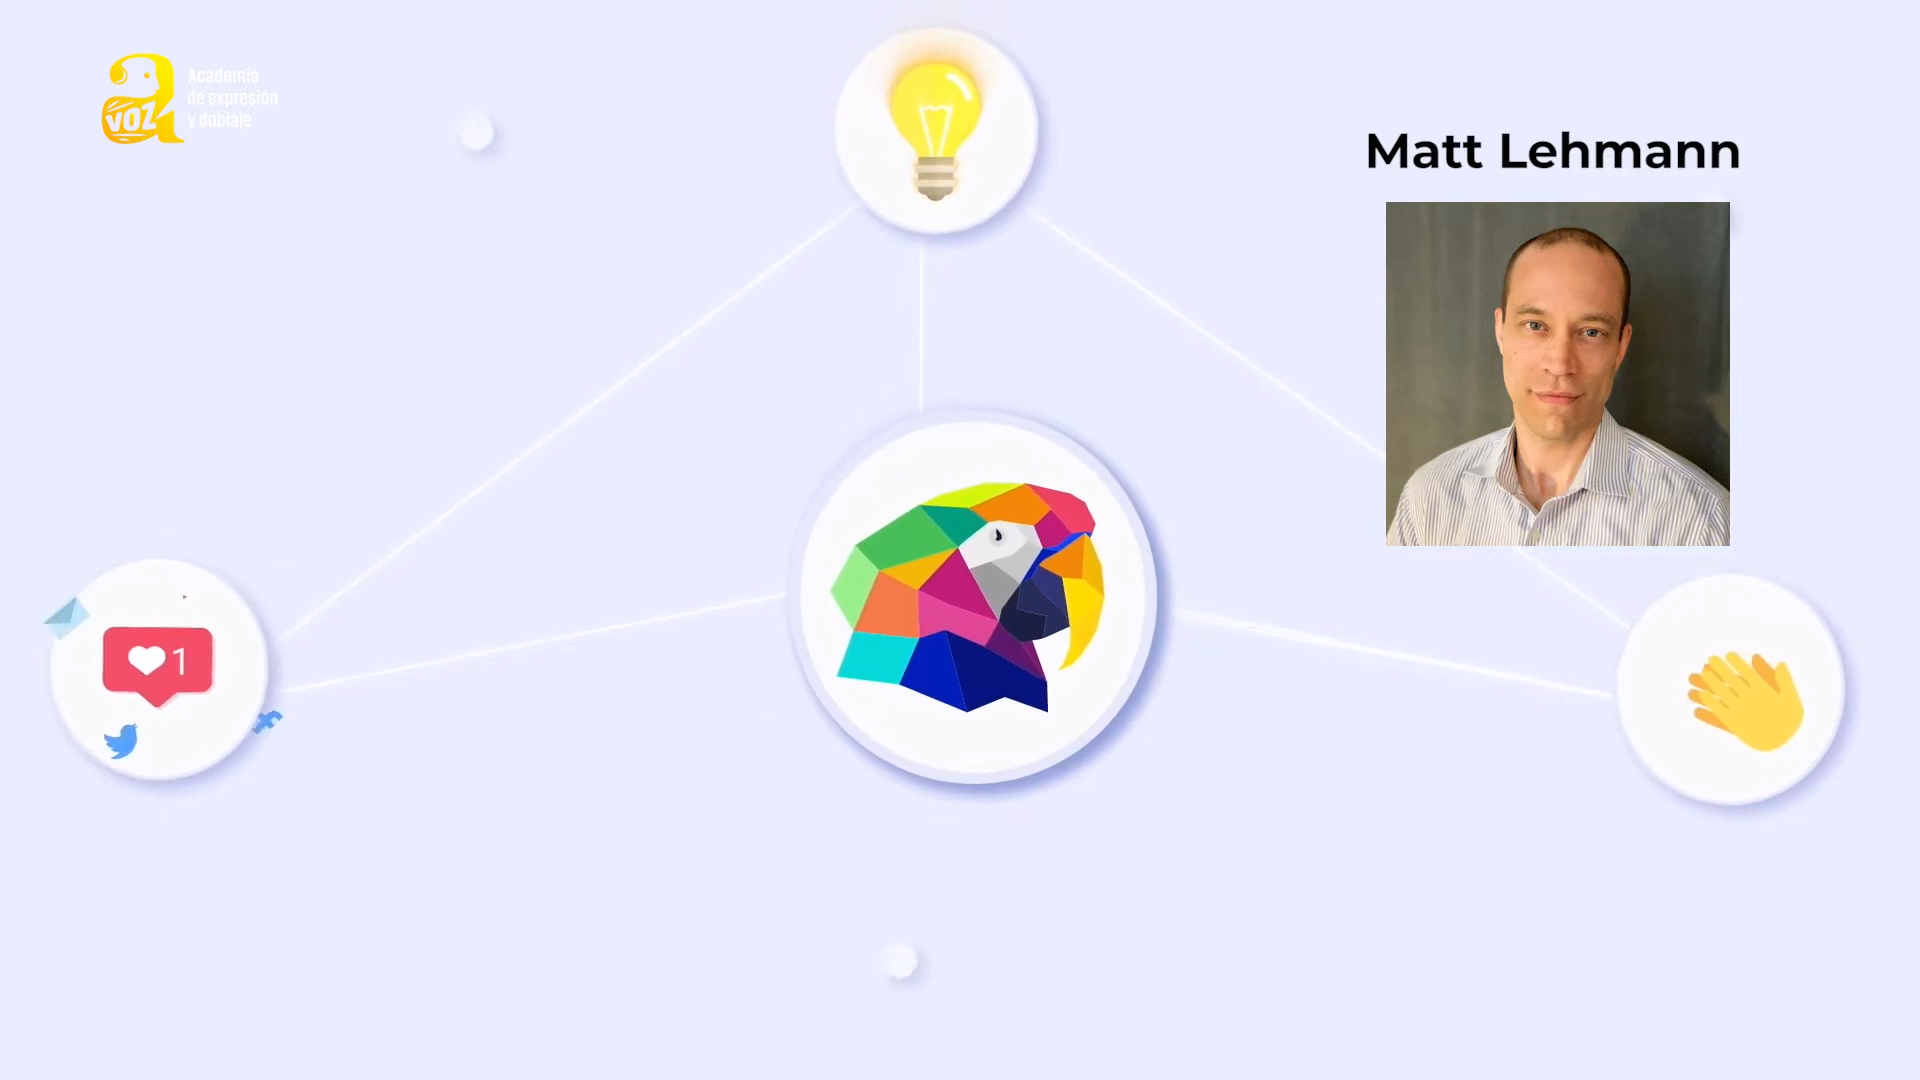 VOZ
Academia
de expresión
y doblaje
Matt Lehmann
1